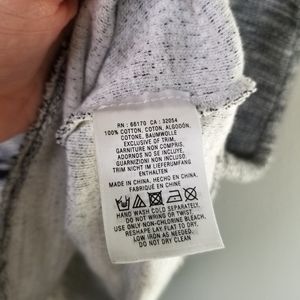 RN : 66170 CA : 32054
100% COTTON, COTON, ALGODÓN,
COTONE, BAUMWOLLE
EXCLUSIVE OF TRIM.
GARNITURE NON COMPRIS.
ADORNOS NO SE INCLUYEN
GUARNIZIONI NON INCLUSI
TRIM NICHT IM LIEFERUMFANG
ENTHALTEN
MADE IN CHINA, HECHO EN CHINA,
FABRIQUÉ EN CHINE
HAND WASH COLD SEPARATELY.
DO NOT WRING OR TWIST.
USE ONLY NON-CHLORINE BLEACH.
RESHAPE LAY FLAT TO DRY.
LOW IRON AS NEEDED.
DO NOT DRY CLEAN